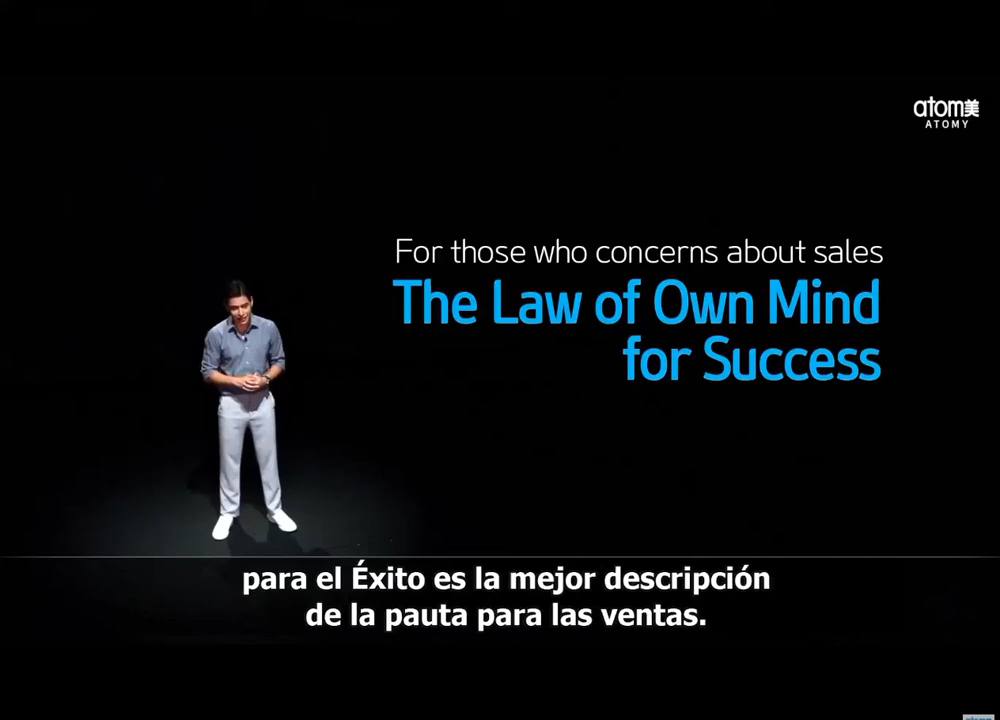 atom美
ATOMY
For those who concerns about sales
The Law of Own Mind
for Success
para el Éxito es la mejor descripción
de la pauta para las ventas.